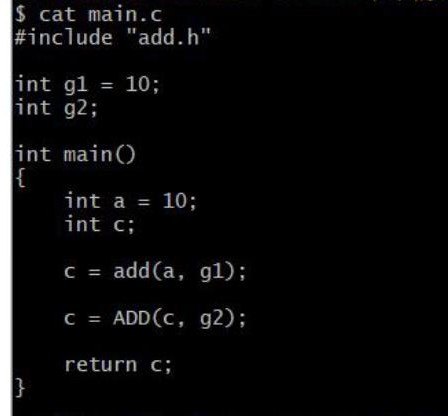 $ cat main.c
#include "add.h"
int g1 = 10;
int g2;
int main()
{
    int a = 10;
    int c;
    c = add(a, g1);
    c = ADD(c, g2);
    return c;
}